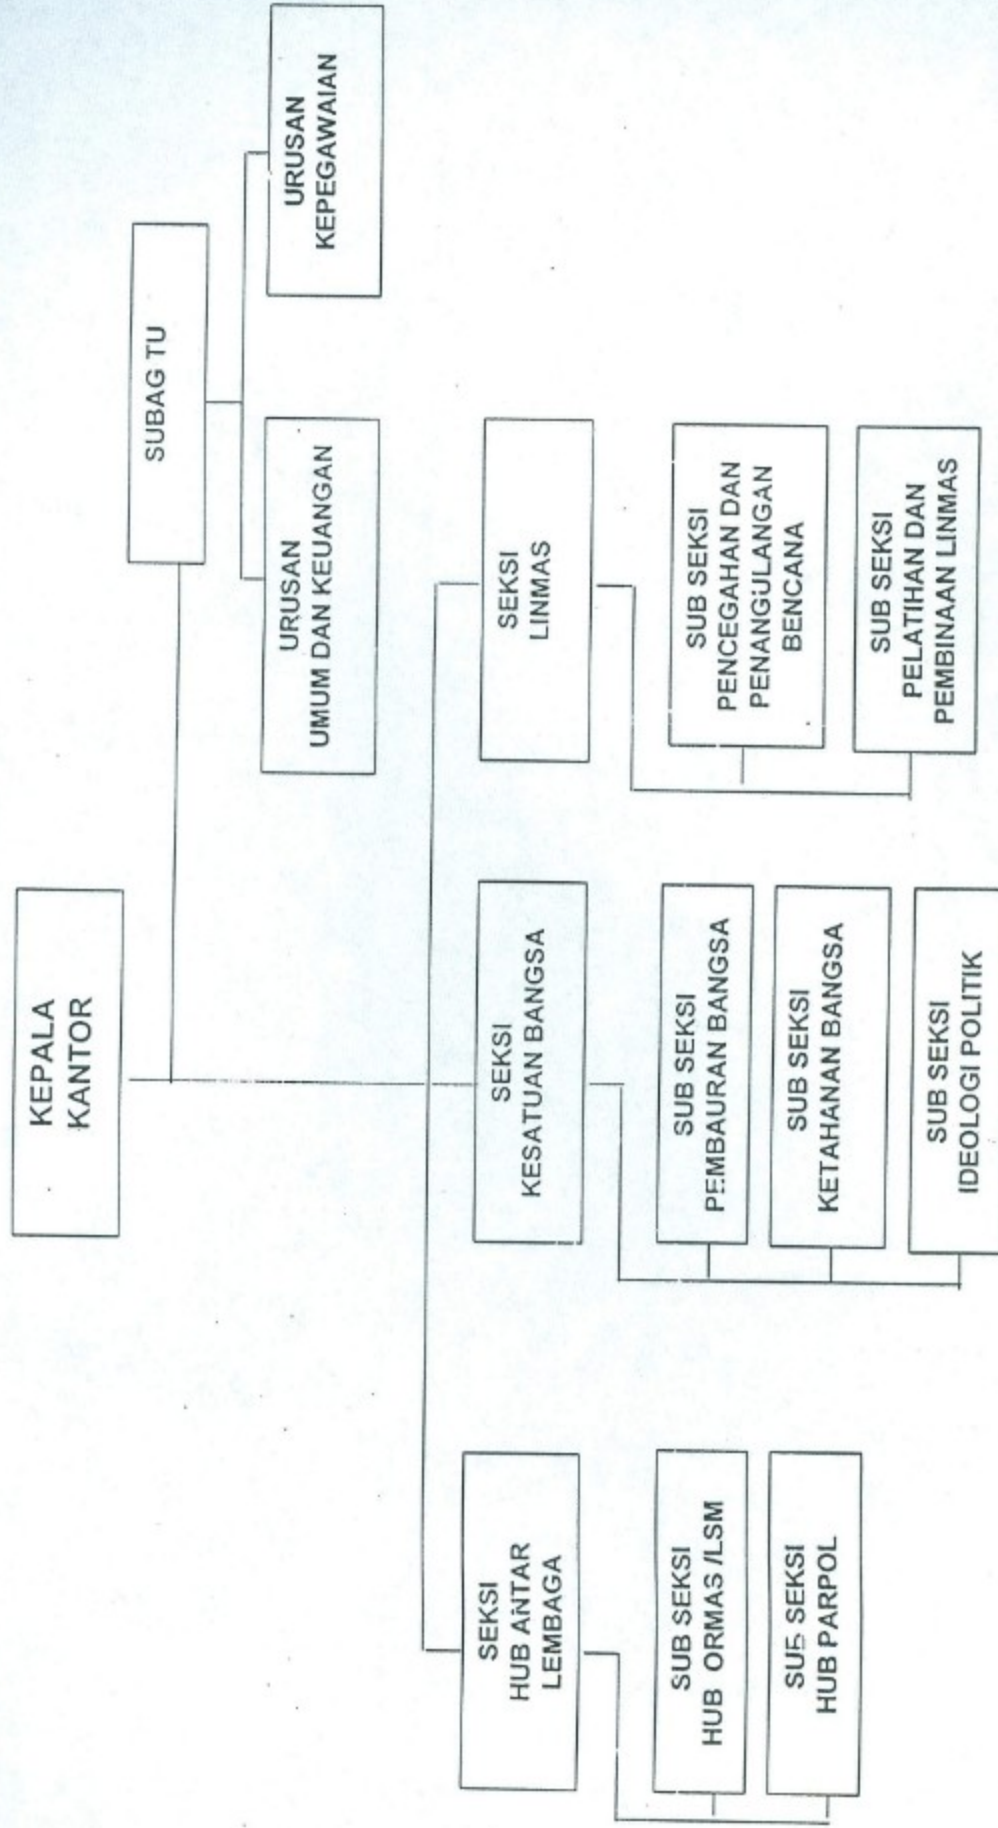 KEPALA
KANTOR
SUBAG TU
URUSAN
UMUM DAN KEUANGAN
URUSAN
KEPEGAWAIAN
SEKSI
HUB ANTAR
LEMBAGA
SEKSI
KESATUAN BANGSA
SEKSI
LINMAS
SUB SEKSI
HUB ORMAS /LSM
SUB SEKSI
HUB PARPOL
SUB SEKSI
PEMBAURAN BANGSA
SUB SEKSI
KETAHANAN BANGSA
SUB SEKSI
IDEOLOGI POLITIK
SUB SEKSI
PENCEGAHAN DAN
PENANGULANGAN
BENCANA
SUB SEKSI
PELATIHAN DAN
PEMBINAAN LINMAS